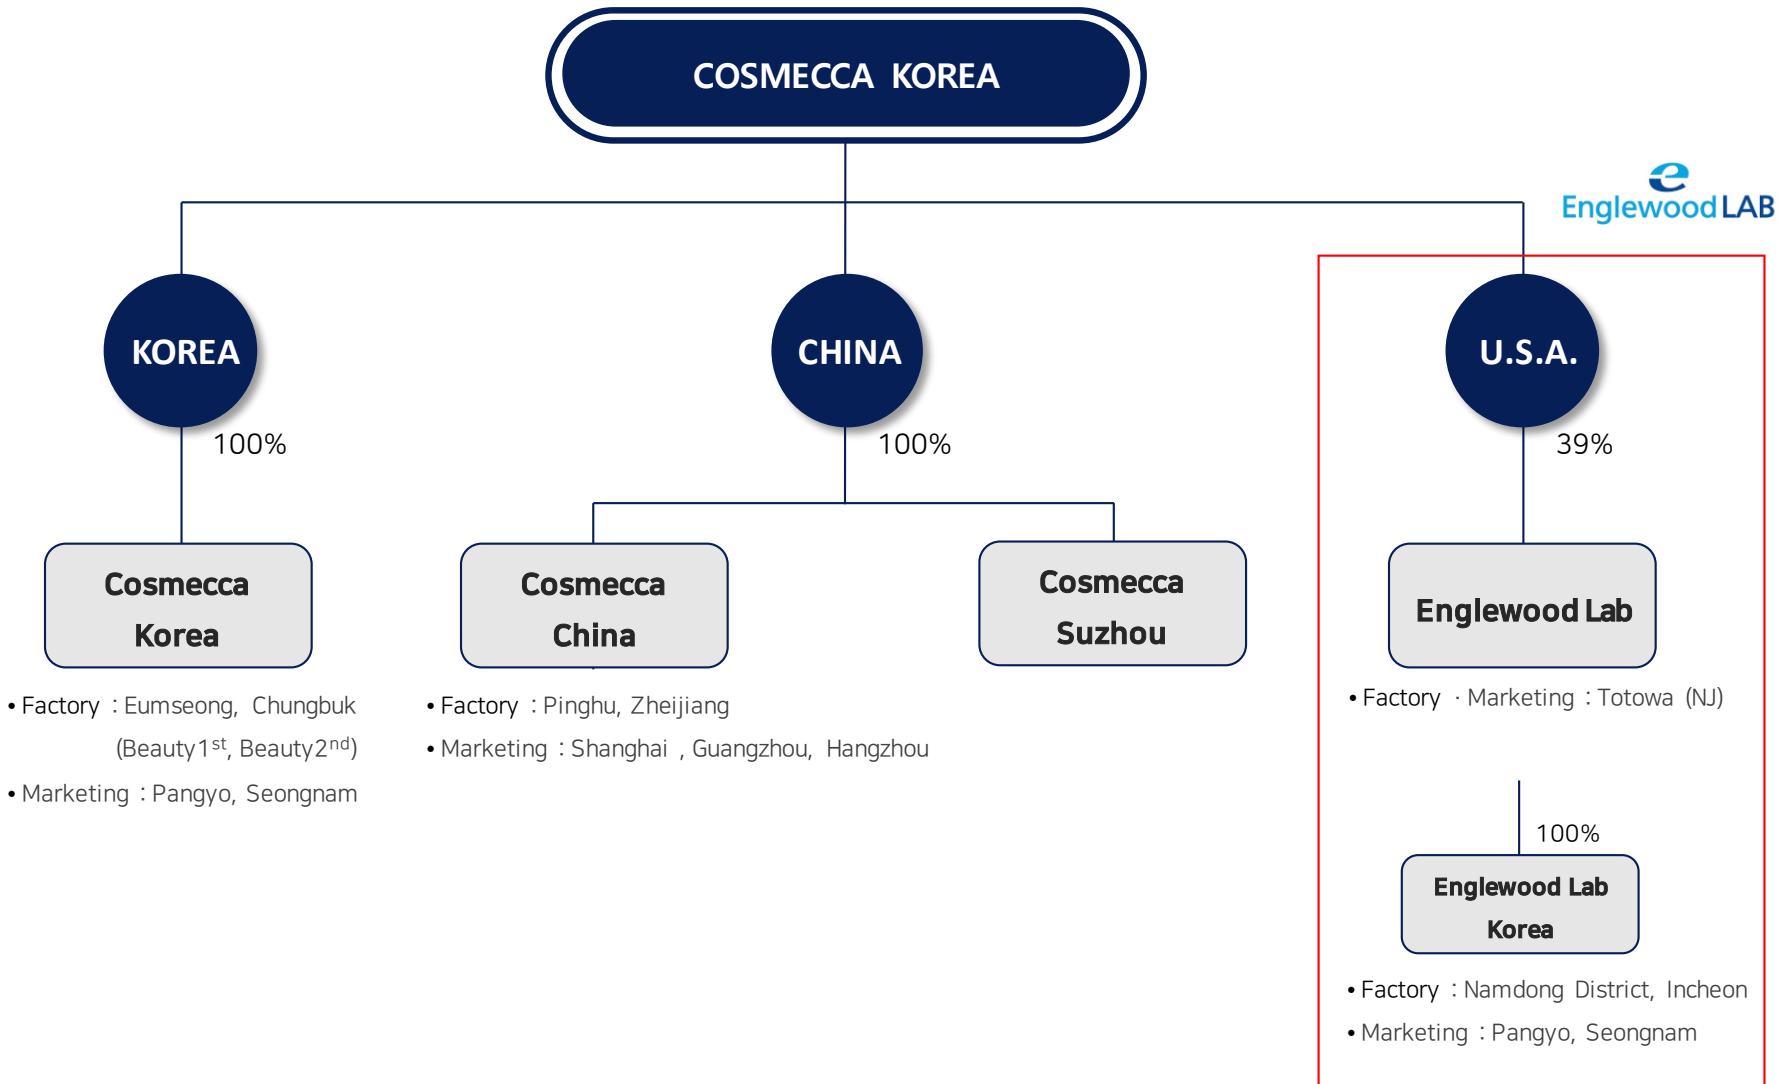 COSMECCA KOREA
e
Englewood LAB
KOREA
CHINA
U.S.A.
100%
100%
39%
Cosmecca
Korea
Cosmecca
China
Cosmecca
Suzhou
Englewood Lab
• Factory : Eumseong, Chungbuk
(Beauty1st, Beauty2nd)
• Marketing : Pangyo, Seongnam
• Factory : Pinghu, Zheijiang
• Marketing : Shanghai , Guangzhou, Hangzhou
• Factory · Marketing : Totowa (NJ)
100%
Englewood Lab
Korea
• Factory : Namdong District, Incheon
• Marketing : Pangyo, Seongnam